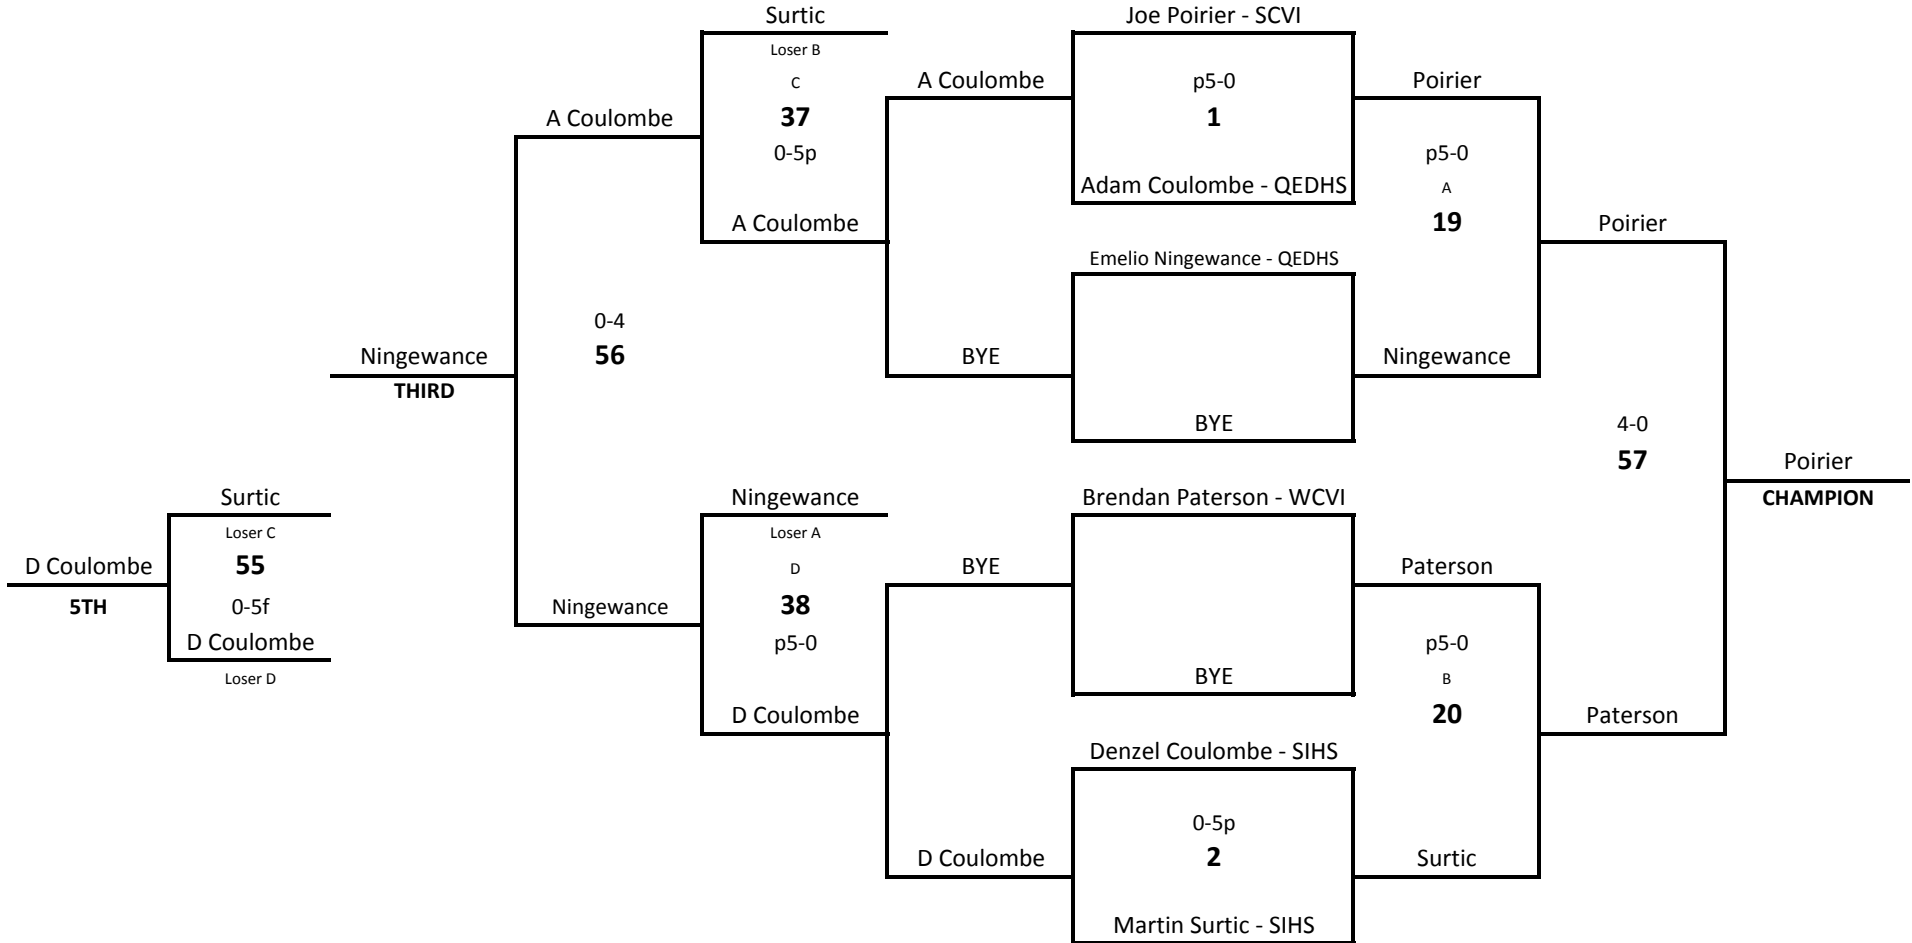 Surtic
Joe Poirier - SCVI
Loser B
C
A Coulombe
p5-0
Poirier
A Coulombe
37
1
0-5p
p5-0
Adam Coulombe - QEDHS
A
A Coulombe
19
Poirier
Emelio Ningewance - QEDHS
0-4
Ningewance
56
BYE
Ningewance
THIRD
BYE
4-0
57
Poirier
Surtic
Ningewance
Brendan Paterson - WCVI
CHAMPION
Loser C
Loser A
D Coulombe
55
D
BYE
Paterson
5TH
0-5f
Ningewance
38
D Coulombe
p5-0
p5-0
Loser D
BYE
B
D Coulombe
20
Paterson
Denzel Coulombe - SIHS
0-5p
D Coulombe
2
Surtic
Martin Surtic - SIHS